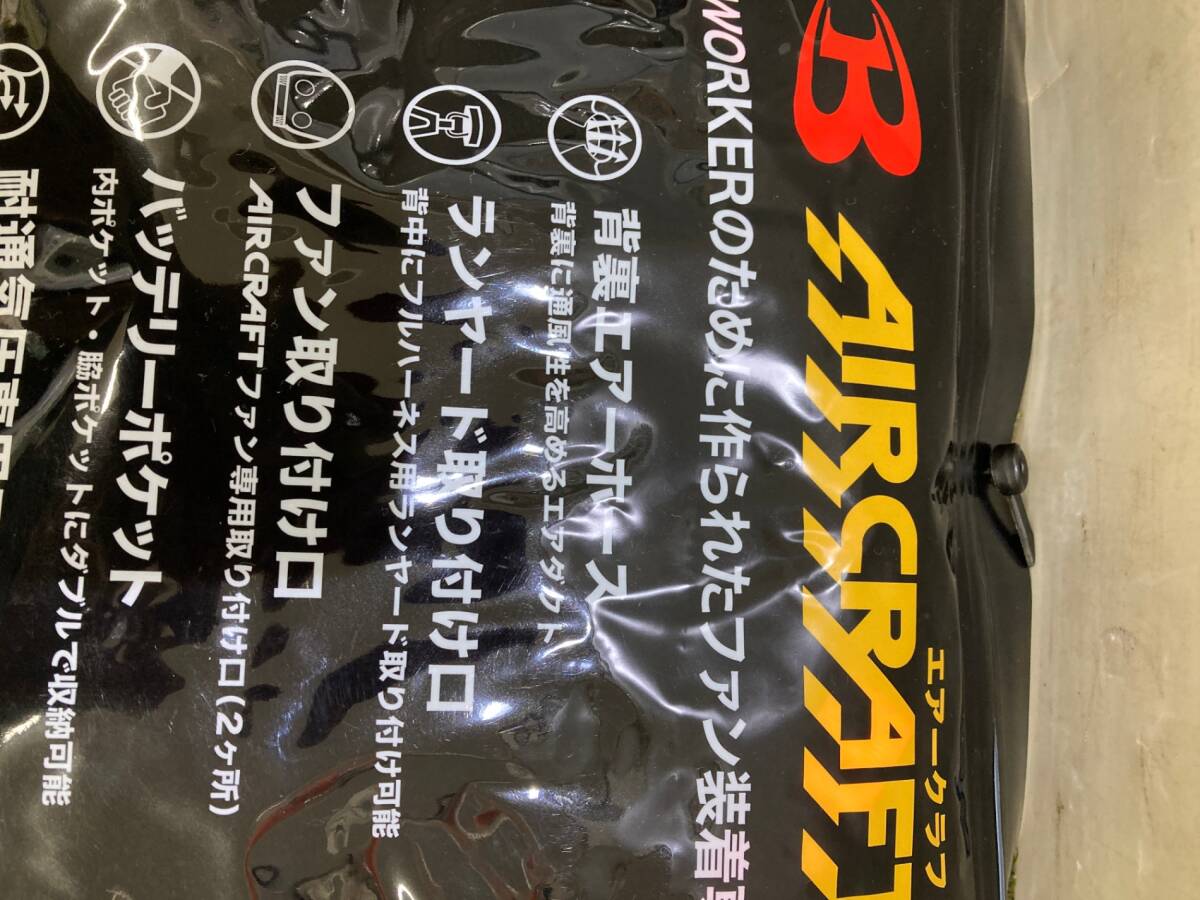 B AIRCRAFT
エアークラフ
WORKERのために作られたファン装着
背裏エアーホース
背裏に通風性を高めるエアダクト
ランヤード取り付け口
背中にフルハーネス用ランヤード取り付け可能
ファン取り付け口
AIRCRAFTファン専用取り付け口(2ヶ所)
バッテリーポケット
内ポケット・脇ポケットにダブルで収納可能
耐通気圧